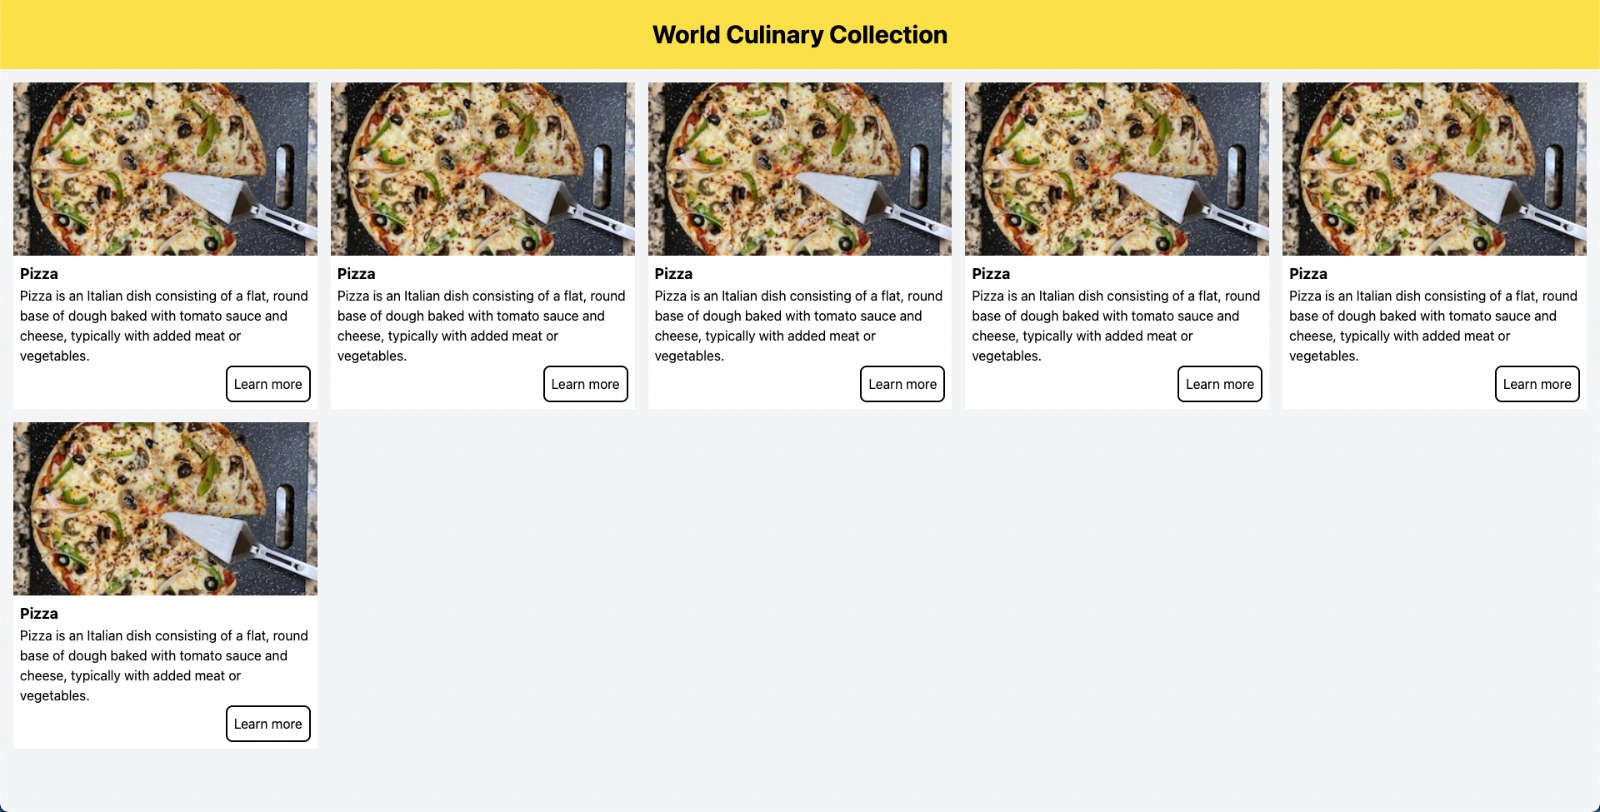 World Culinary Collection
Pizza
Pizza is an Italian dish consisting of a flat, round
base of dough baked with tomato sauce and
cheese, typically with added meat or
vegetables.
Learn more
Pizza
Pizza is an Italian dish consisting of a flat, round
base of dough baked with tomato sauce and
cheese, typically with added meat or
vegetables.
Learn more
Pizza
Pizza is an Italian dish consisting of a flat, round
base of dough baked with tomato sauce and
cheese, typically with added meat or
vegetables.
Learn more
Pizza
Pizza is an Italian dish consisting of a flat, round
base of dough baked with tomato sauce and
cheese, typically with added meat or
vegetables.
Learn more
Pizza
Pizza is an Italian dish consisting of a flat, round
base of dough baked with tomato sauce and
cheese, typically with added meat or
vegetables.
Learn more
Pizza
Pizza is an Italian dish consisting of a flat, round
base of dough baked with tomato sauce and
cheese, typically with added meat or
vegetables.
Learn more